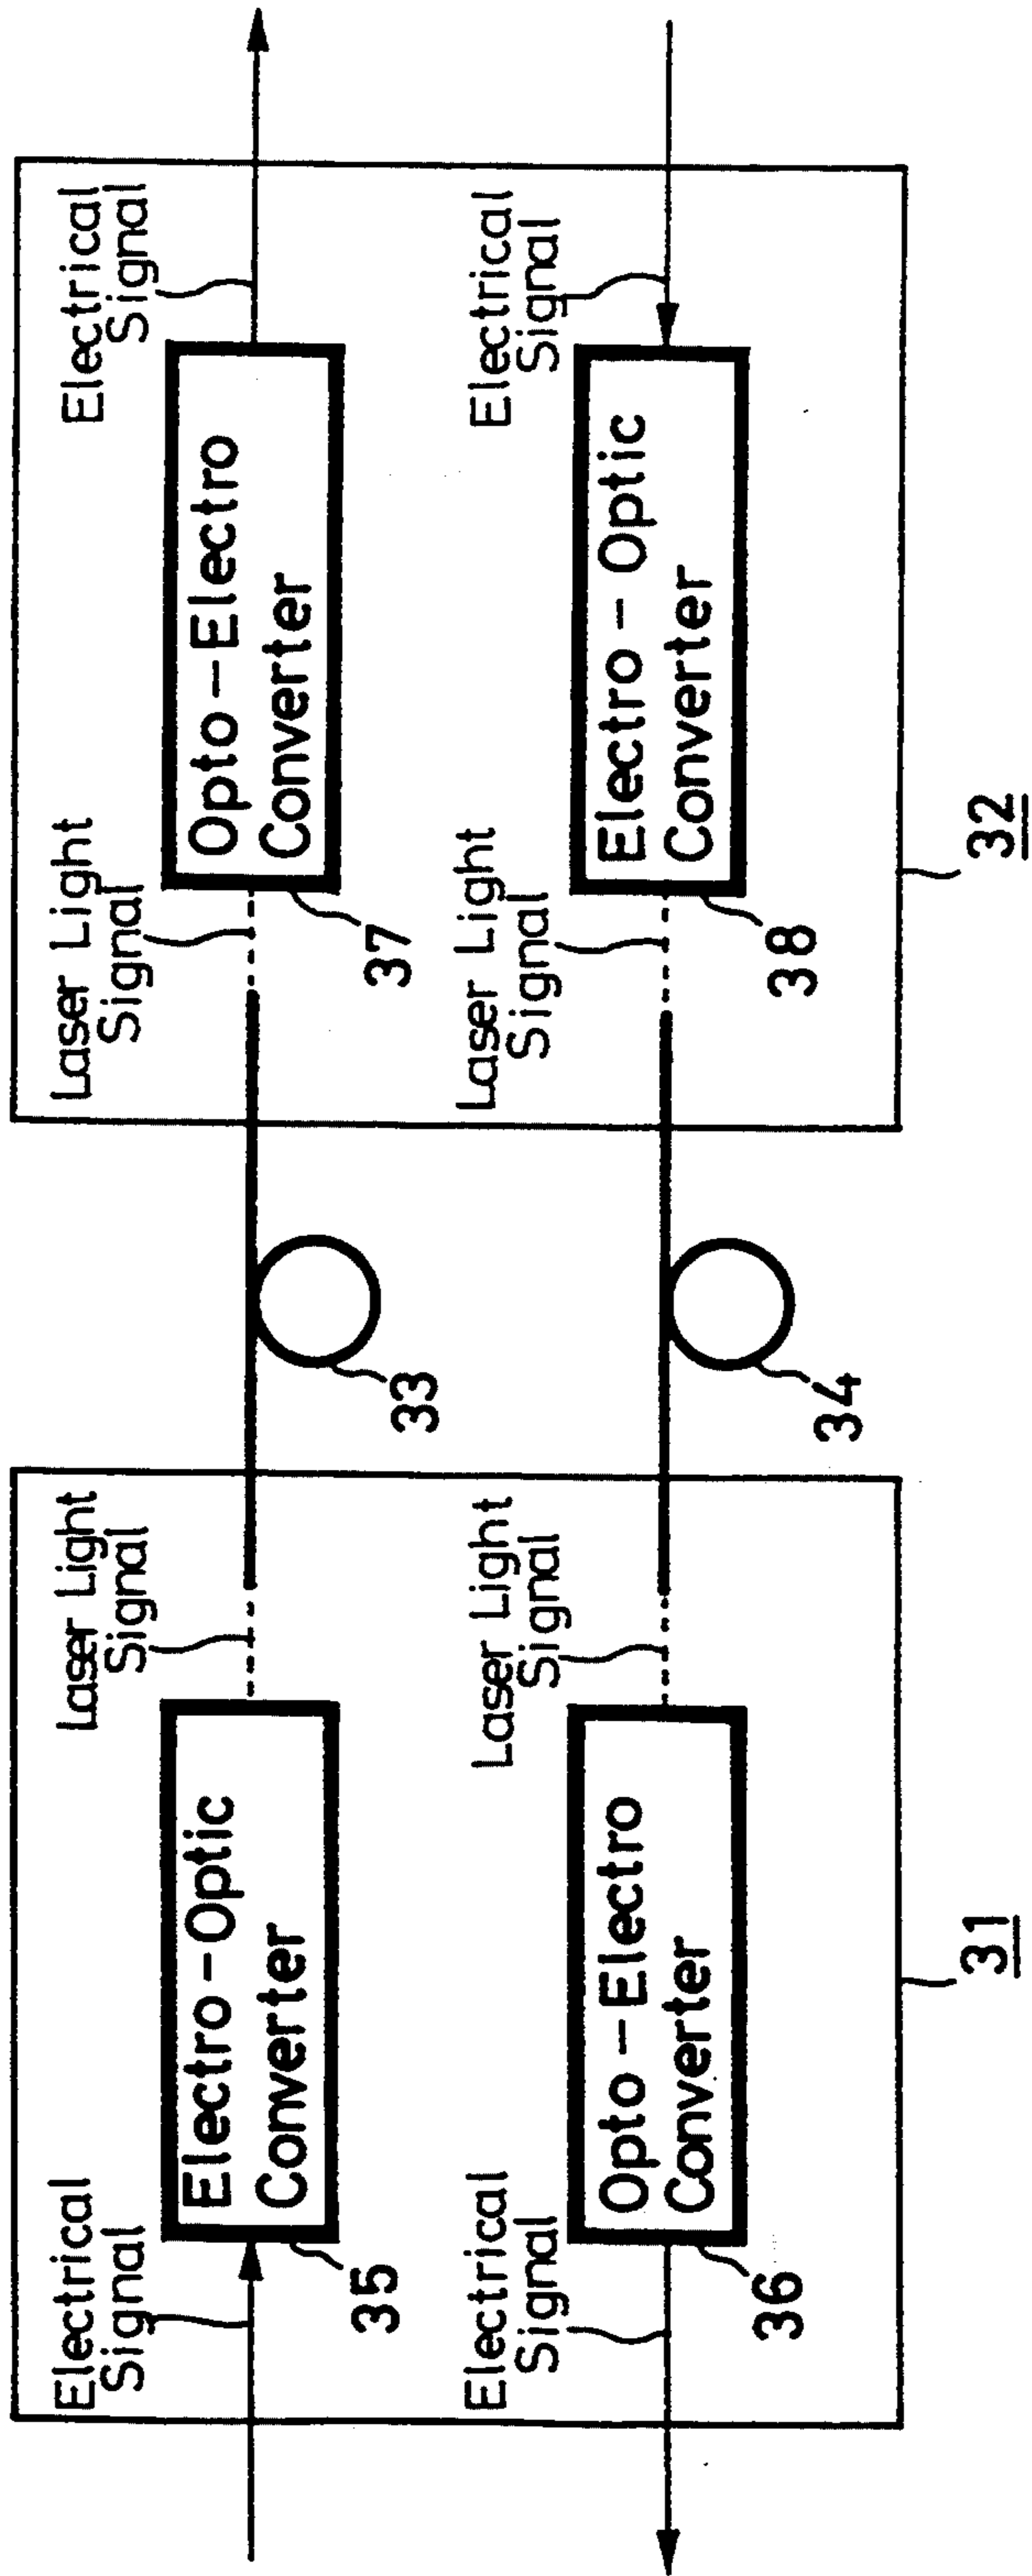 Electrical
Signal
Electro-Optic
Converter
35
Laser Light
Signal
33
Laser Light
Signal
Opto-Electro
Converter
37
Electrical
Signal
Electrical
Signal
Opto-Electro
Converter
36
Laser Light
Signal
34
Laser Light
Signal
Electro-Optic
Converter
38
Electrical
Signal
31
32